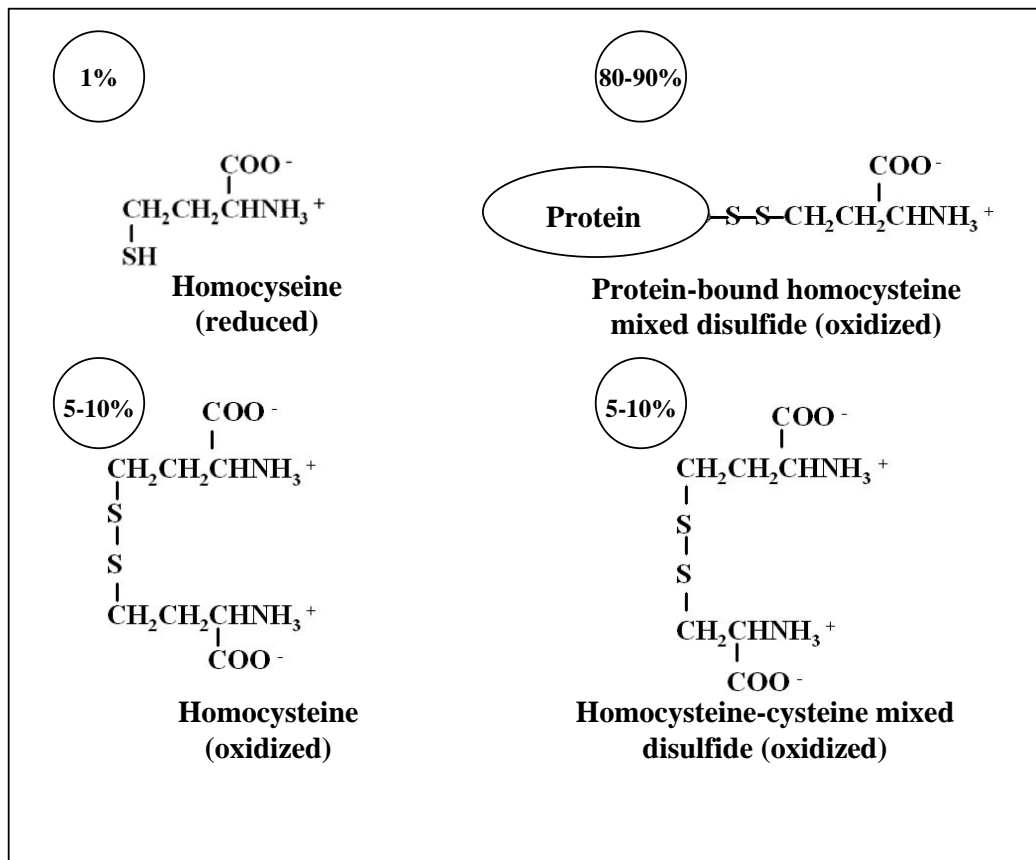 1%
COO -
CH2CH2CHNH3 +
SH
Homocyseine
(reduced)
80-90%
COO -
Protein S S CH2CH2CHNH3 +
Protein-bound homocysteine
mixed disulfide (oxidized)
5-10%
COO -
CH2CH2CHNH3 +
S
S
CH2CH2CHNH3 +
COO -
Homocysteine
(oxidized)
5-10%
COO -
CH2CH2CHNH3 +
S
S
CH2CHNH3 +
COO -
Homocysteine-cysteine mixed
disulfide (oxidized)